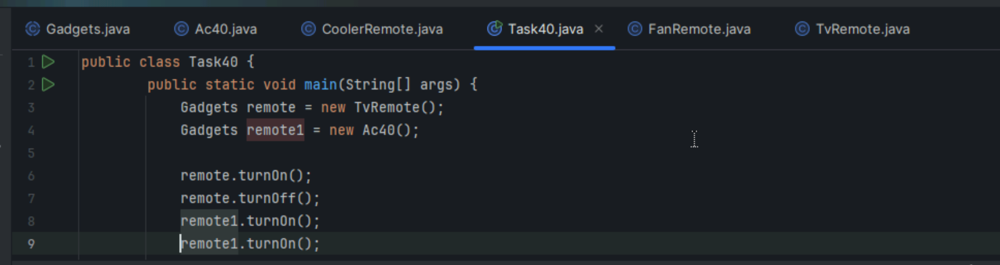 Gadgets.java Ac40.java CoolerRemote.java Task40.java FanRemote.java TvRemote.java
1 public class Task40 {
2 public static void main(String[] args) {
3 Gadgets remote = new TvRemote();
4 Gadgets remote1 = new Ac40();
5
6 remote.turnOn();
7 remote.turnOff();
8 remote1.turnOn();
9 remote1.turnOn();